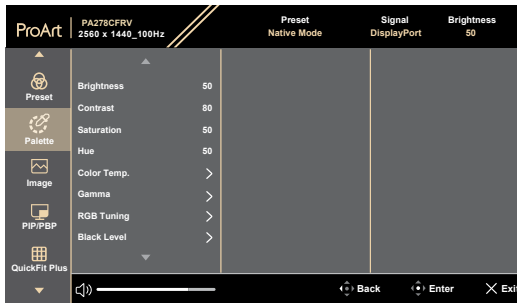 ProArt
PA278CFRV
2560 x 1440_100Hz
Preset
Native Mode
Signal
DisplayPort
Brightness
50
Preset
Palette
Image
PIP/PBP
QuickFit Plus
Brightness 50
Contrast 80
Saturation 50
Hue 50
Color Temp.
Gamma
RGB Tuning
Black Level
Back
Enter
Exi